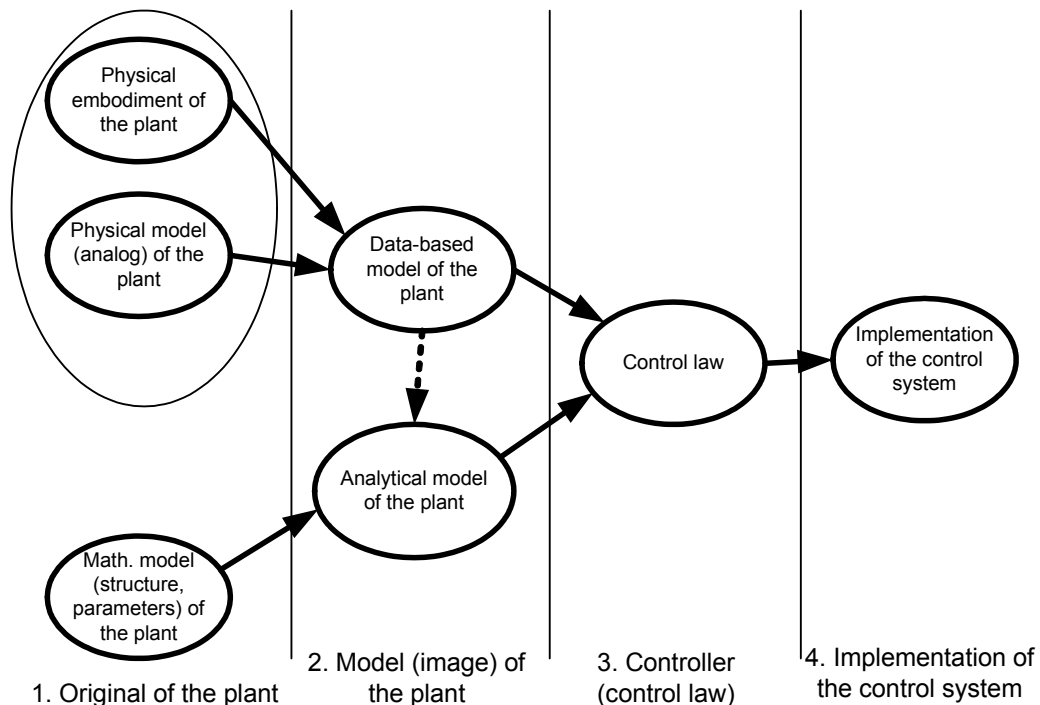 Physical
embodiment of
the plant
Physical model
(analog) of the
plant
Data-based
model of the
plant
Control law
Implementation
of the control
system
Analytical model
of the plant
Math. model
(structure,
parameters) of
the plant
1. Original of the plant
2. Model (image) of
the plant
3. Controller
(control law)
4. Implementation of
the control system